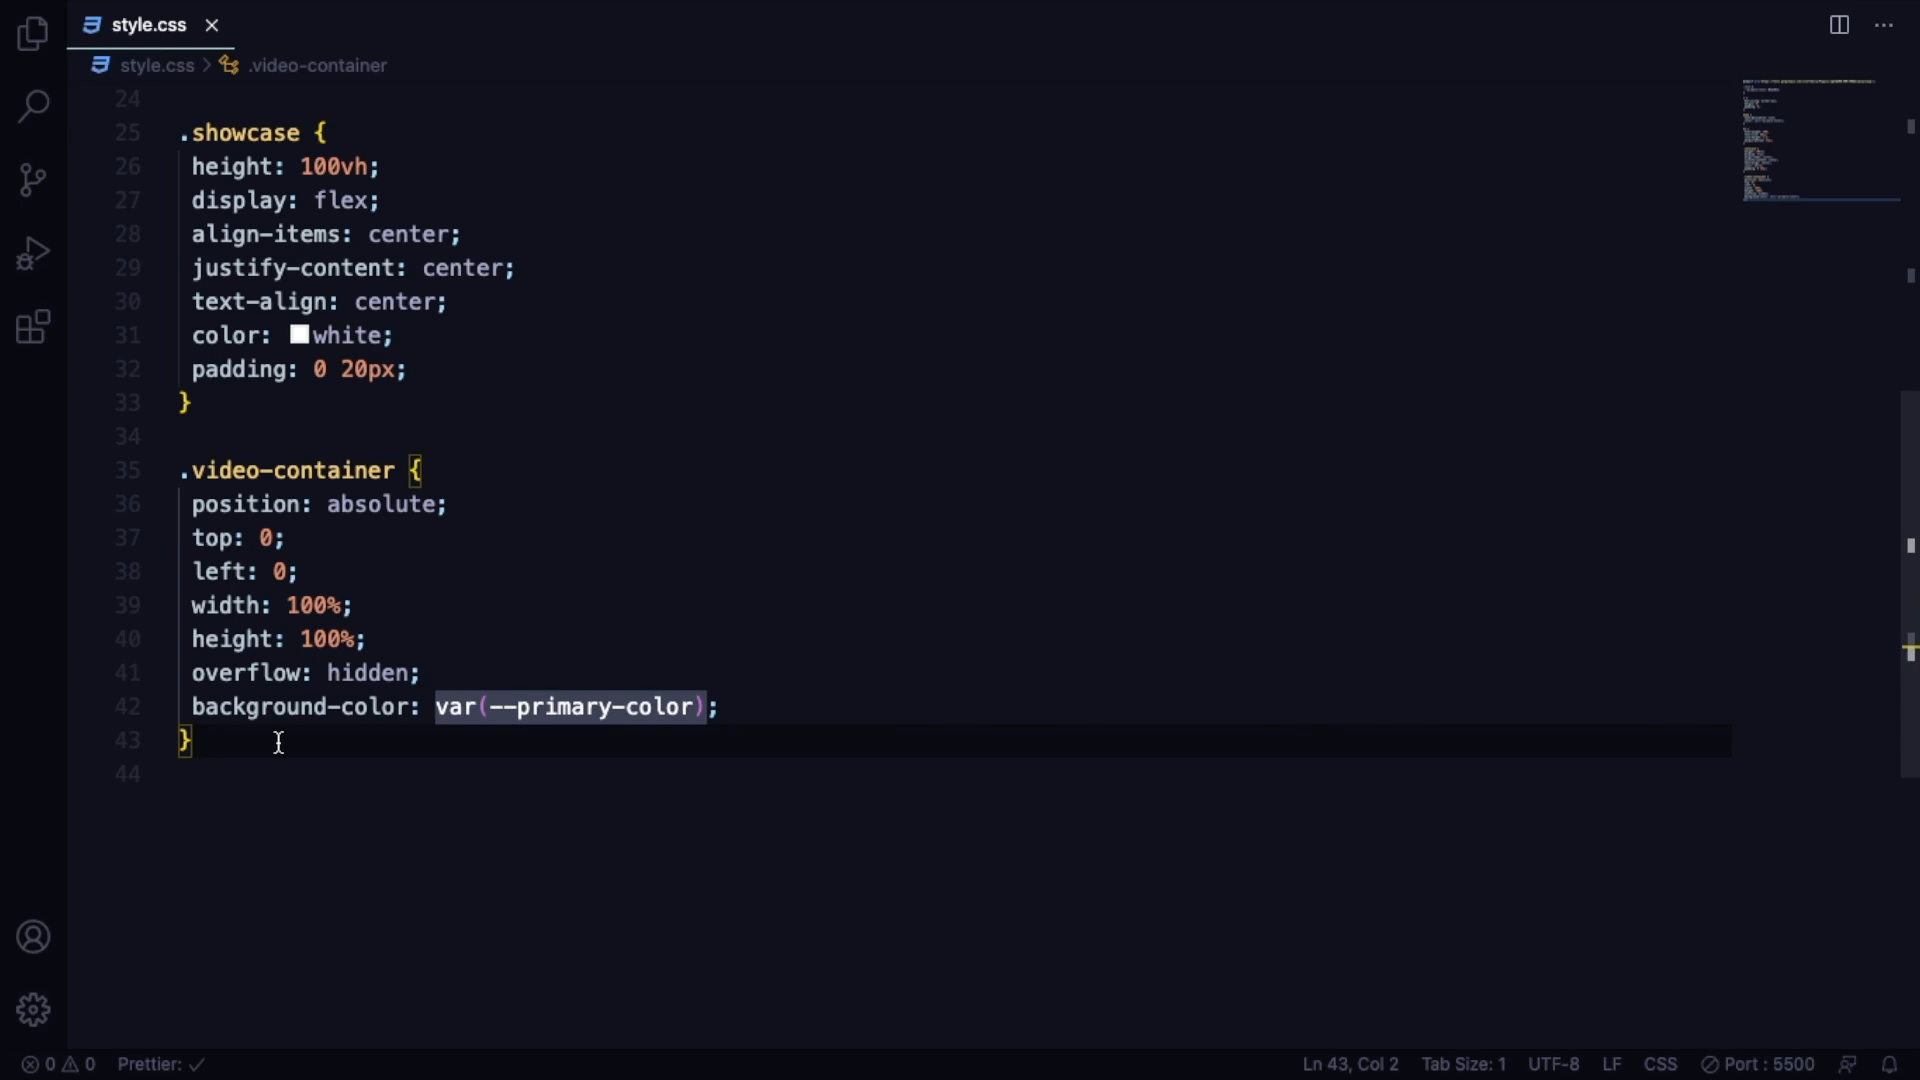 style.css
style.css > .video-container
24
25 .showcase {
26 height: 100vh;
27 display: flex;
28 align-items: center;
29 justify-content: center;
30 text-align: center;
31 color: white;
32 padding: 0 20px;
33 }
34
35 .video-container {
36 position: absolute;
37 top: 0;
38 left: 0;
39 width: 100%;
40 height: 100%;
41 overflow: hidden;
42 background-color: var(--primary-color);
43 }
44
0 0 Prettier: ✓ Ln 43, Col 2 Tab Size: 1 UTF-8 LF CSS Port : 5500